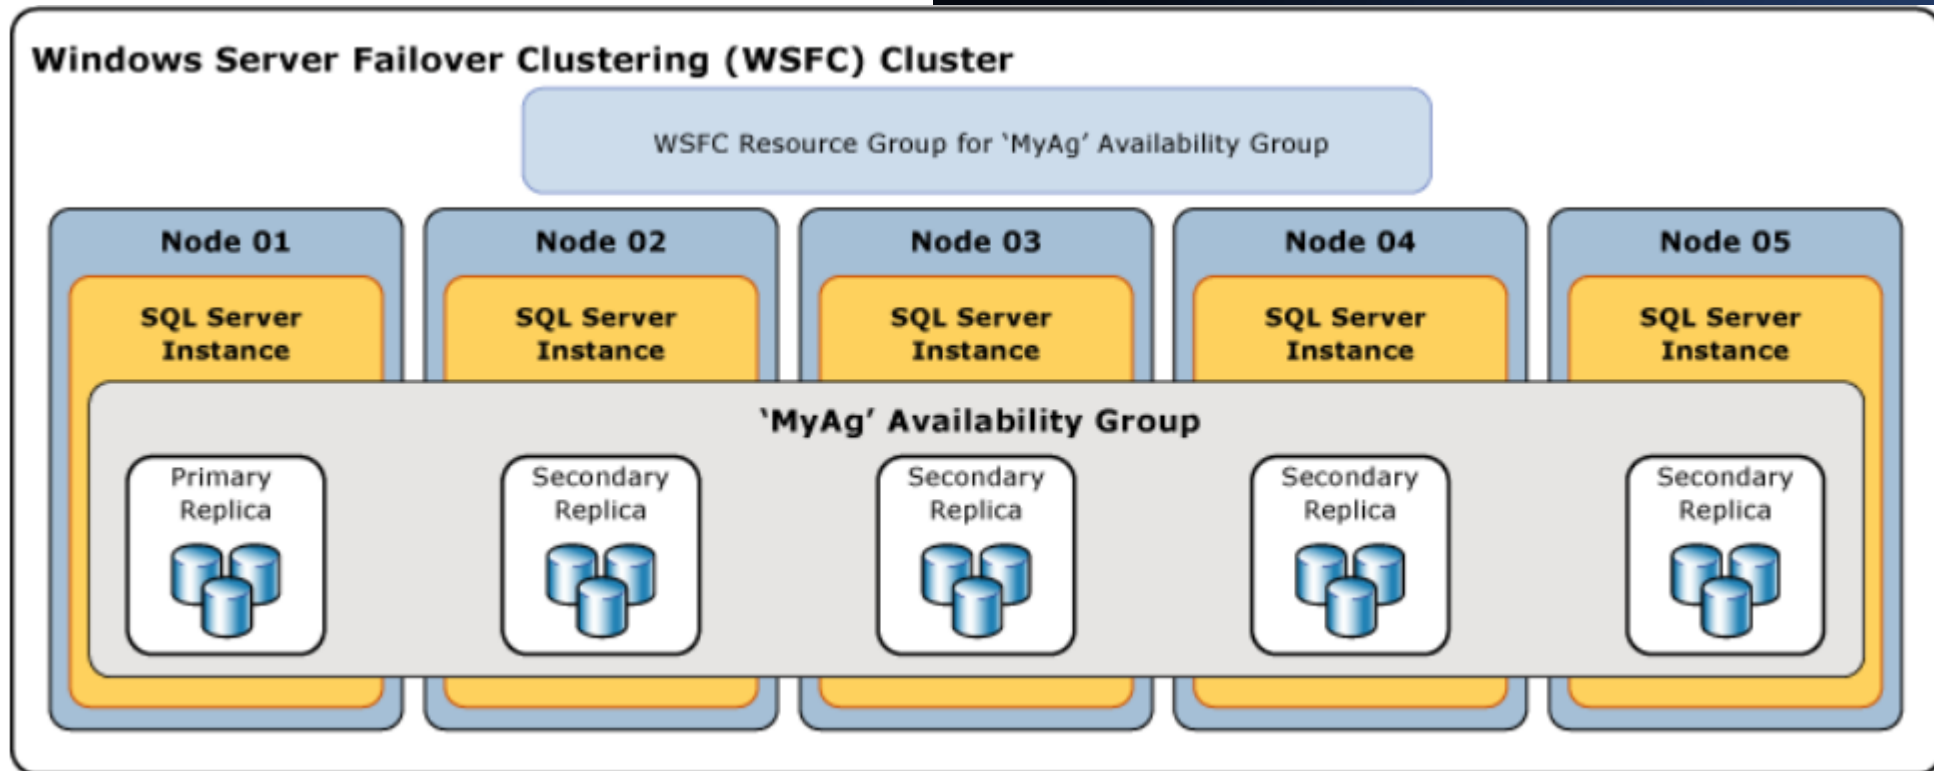 Windows Server Failover Clustering (WSFC) Cluster
WSFC Resource Group for ‘MyAg’ Availability Group
Node 01
SQL Server
Instance
Node 02
SQL Server
Instance
Node 03
SQL Server
Instance
Node 04
SQL Server
Instance
Node 05
SQL Server
Instance
‘MyAg’ Availability Group
Primary
Replica
Secondary
Replica
Secondary
Replica
Secondary
Replica
Secondary
Replica